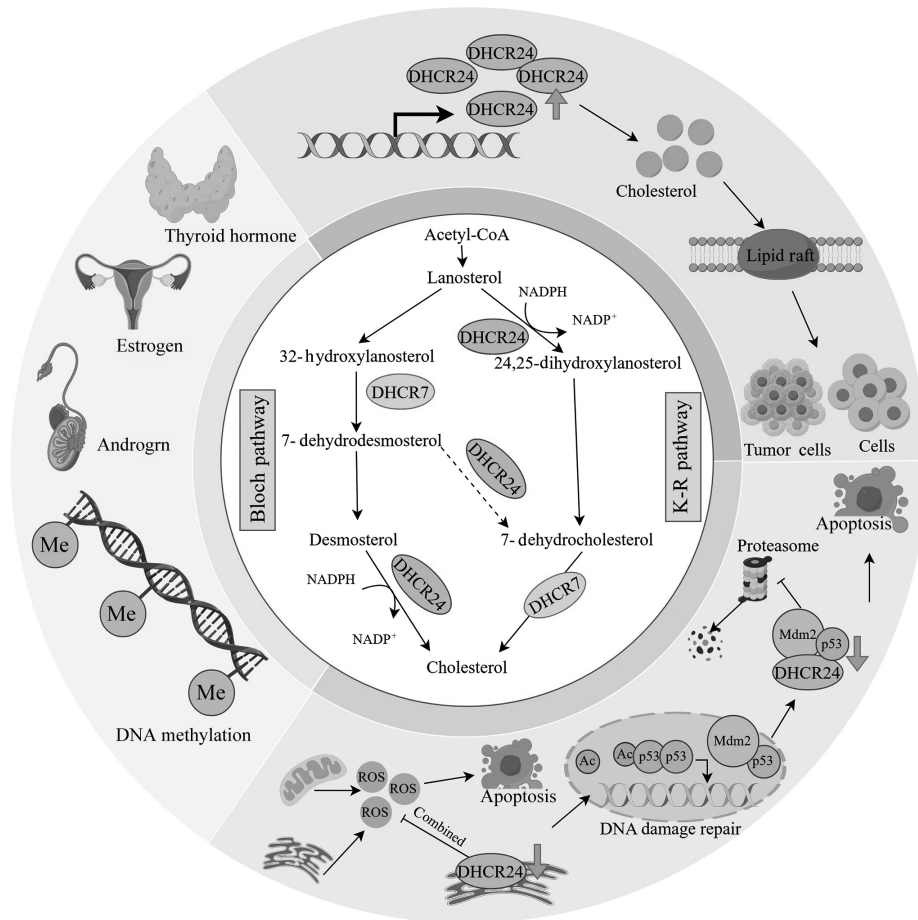 DHCR24
DHCR24
DHCR24
DHCR24
Cholesterol
Lipid raft
Tumor cells
Cells
Thyroid hormone
Estrogen
Androgrn
Me
Me
Me
DNA methylation
Acetyl-CoA
Lanosterol
NADPH
NADP+
DHCR24
32-hydroxylanosterol
24,25-dihydroxylanosterol
DHCR7
7-dehydrodesmosterol
DHCR24
Bloch pathway
K-R pathway
Desmosterol
7-dehydrocholesterol
NADPH
DHCR24
NADP+
DHCR7
Cholesterol
Apoptosis
Proteasome
Mdm2
p53
DHCR24
Mdm2
Ac
Ac
p53
p53
p53
DNA damage repair
ROS
ROS
ROS
Apoptosis
Combined
DHCR24